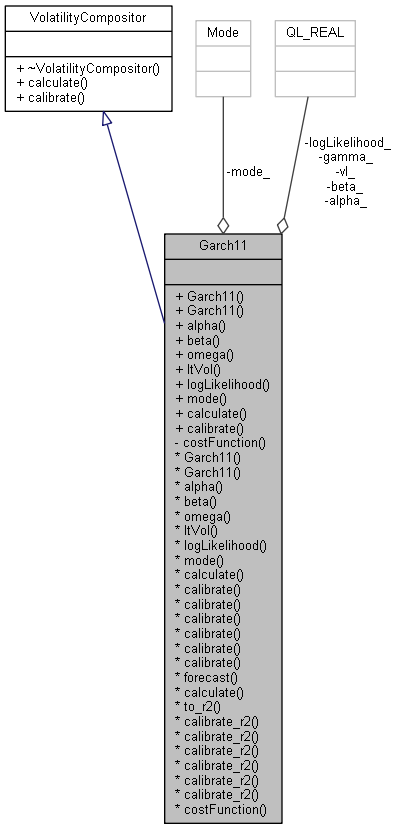 VolatilityCompositor
+ ~VolatilityCompositor()
+ calculate()
+ calibrate()
Mode
QL_REAL
-mode_
-logLikelihood_
-gamma_
-vl_
-beta_
-alpha_
Garch11
+ Garch11()
+ Garch11()
+ alpha()
+ beta()
+ omega()
+ ltVol()
+ logLikelihood()
+ mode()
+ calculate()
+ calibrate()
- costFunction()
* Garch11()
* Garch11()
* alpha()
* beta()
* omega()
* ltVol()
* logLikelihood()
* mode()
* calculate()
* calibrate()
* calibrate()
* calibrate()
* calibrate()
* calibrate()
* calibrate()
* forecast()
* calculate()
* to_r2()
* calibrate_r2()
* calibrate_r2()
* calibrate_r2()
* calibrate_r2()
* calibrate_r2()
* calibrate_r2()
* costFunction()